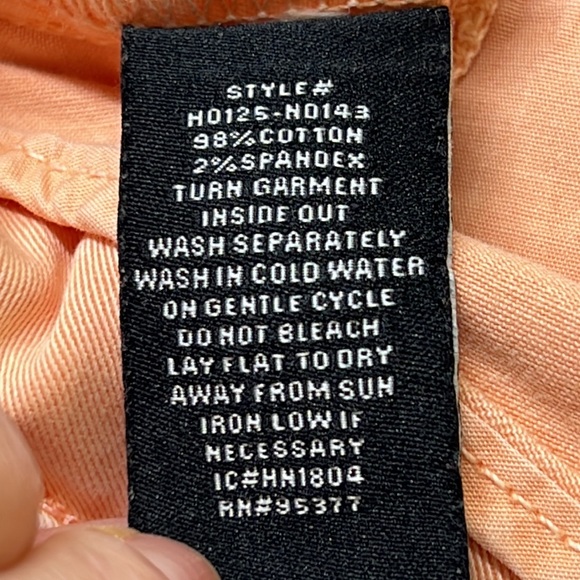 STYLE#
H0125-N0143
98%COTTON
2%SPANDEX
TURN GARMENT
INSIDE OUT
WASH SEPARATELY
WASH IN COLD WATER
ON GENTLE CYCLE
DO NOT BLEACH
LAY FLAT TO DRY
AWAY FROM SUN
IRON LOW IF
NECESSARY
IC#HN1804
RN#95377